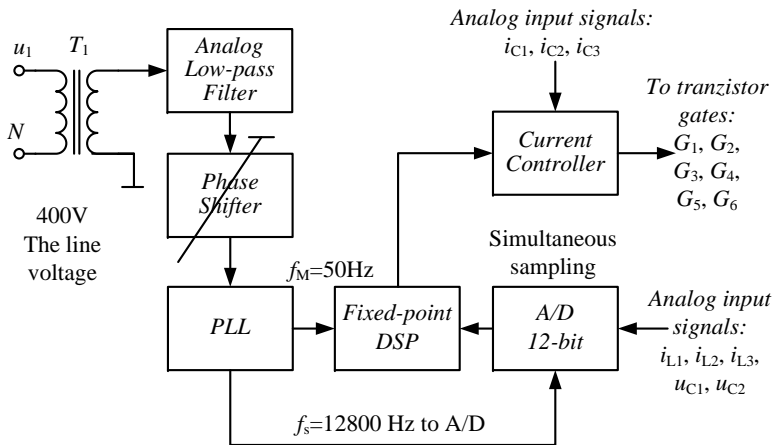 u1
T1
N
400V
The line
voltage
Analog
Low-pass
Filter
Phase
Shifter
PLL
fM=50Hz
Fixed-point
DSP
fs=12800 Hz to A/D
Analog input signals:
iC1, iC2, iC3
Current
Controller
To tranzistor
gates:
G1, G2,
G3, G4,
G5, G6
Simultaneous
sampling
A/D
12-bit
Analog input
signals:
iL1, iL2, iL3,
uC1, uC2